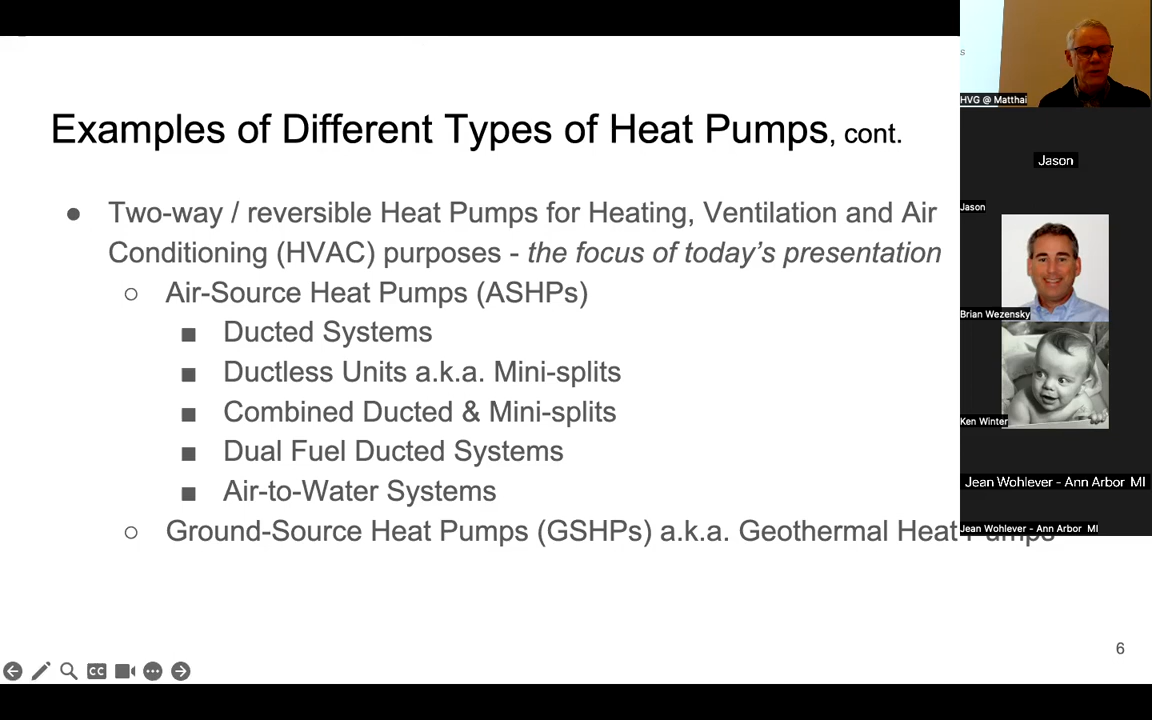 Examples of Different Types of Heat Pumps, cont.
● Two-way / reversible Heat Pumps for Heating, Ventilation and Air
Conditioning (HVAC) purposes - the focus of today's presentation
○ Air-Source Heat Pumps (ASHPs)
■ Ducted Systems
■ Ductless Units a.k.a. Mini-splits
■ Combined Ducted & Mini-splits
■ Dual Fuel Ducted Systems
■ Air-to-Water Systems
○ Ground-Source Heat Pumps (GSHPs) a.k.a. Geothermal Heat Pumps
6
CC
s
HVG @ Matthai
Jason
Jason
Brian Wezensky
Ken Winter
Jean Wohlever - Ann Arbor MI
Jean Wohlever - Ann Arbor MI